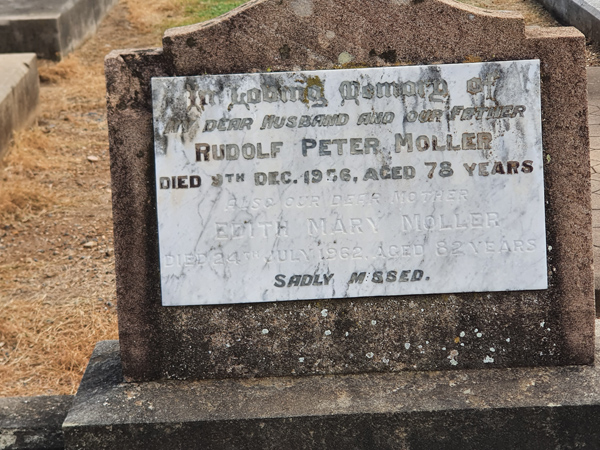 In Loving Memory of
My Dear Husband and our Father
Rudolf Peter Moller
Died 9th Dec. 1956, Aged 78 Years
Also our dear Mother
Edith Mary Moller
Died 24th July 1962, Aged 82 Years
Sadly Missed.